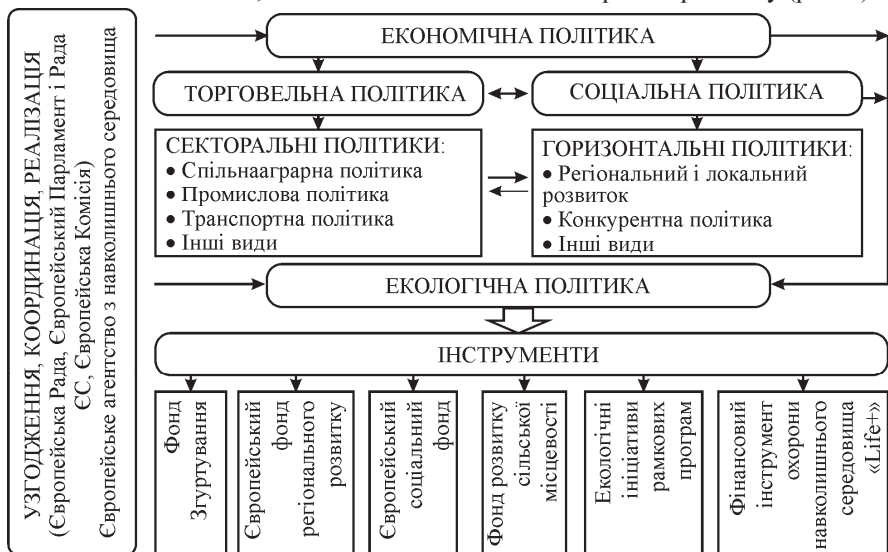 УЗГОДЖЕННЯ, КООРДИНАЦІЯ, РЕАЛІЗАЦІЯ
(Європейська Рада, Європейський Парламент і Рада
ЄС, Європейська Комісія)
Європейське агентство з навколишнього середовища
ЕКОНОМІЧНА ПОЛІТИКА
ТОРГОВЕЛЬНА ПОЛІТИКА
СОЦІАЛЬНА ПОЛІТИКА
СЕКТОРАЛЬНІ ПОЛІТИКИ:
• Спільнааграрна політика
• Промислова політика
• Транспортна політика
• Інші види
ГОРИЗОНТАЛЬНІ ПОЛІТИКИ:
• Регіональний і локальний
розвиток
• Конкурентна політика
• Інші види
ЕКОЛОГІЧНА ПОЛІТИКА
ІНСТРУМЕНТИ
Фонд
Згуртування
Європейський
фонд
регіонального
розвитку
Європейський
соціальний
фонд
Фонд розвитку
сільської
місцевості
Екологічні
ініціативи
рамкових
програм
Фінансовий
інструмент
охорони
навколишнього
середовища
«Life+»